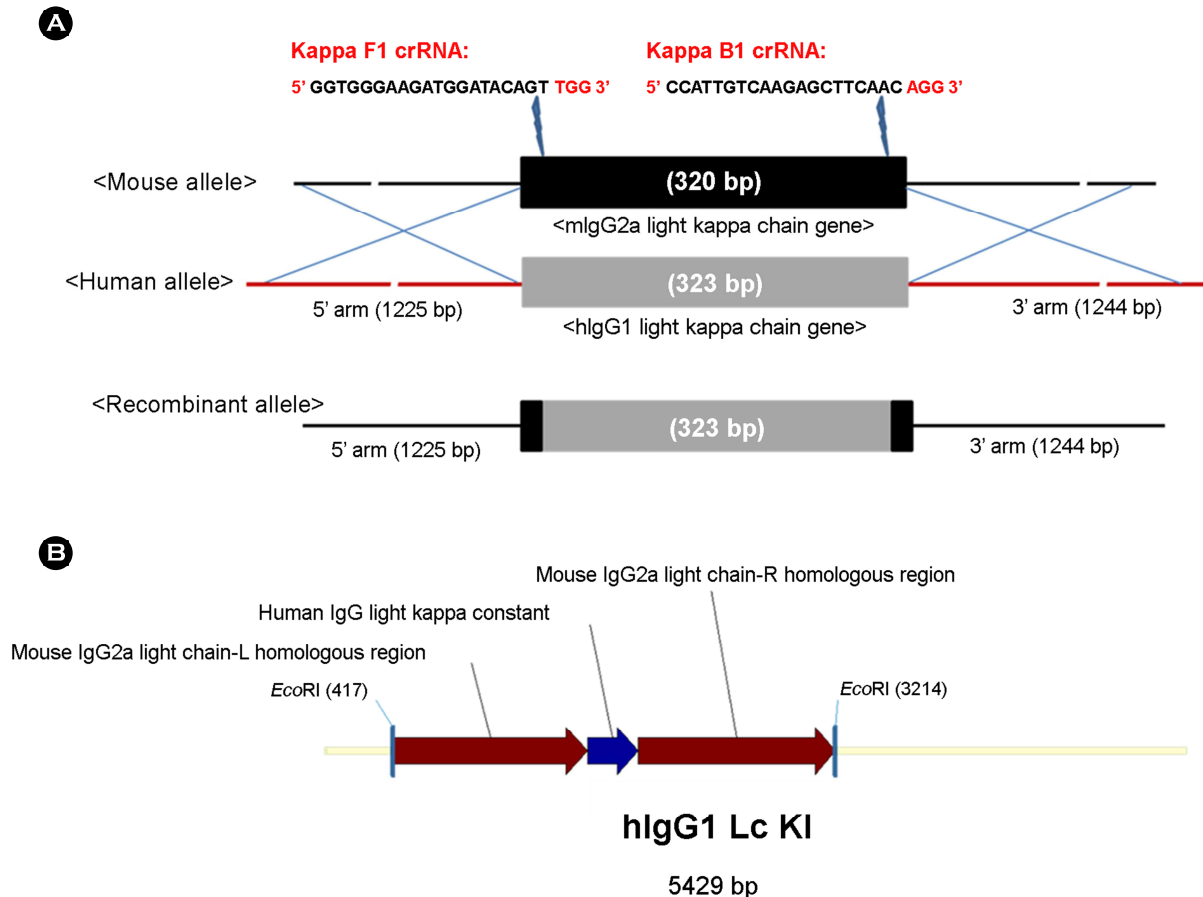 A
Kappa F1 crRNA:
5’ GGTGGGAAGATGGATACAGT TGG 3’
Kappa B1 crRNA:
5’ CCATTGTCAAGAGCTTCAAC AGG 3’
<Mouse allele>
(320 bp)
<mIgG2a light kappa chain gene>
<Human allele>
(323 bp)
5’ arm (1225 bp)
<hIgG1 light kappa chain gene>
3’ arm (1244 bp)
<Recombinant allele>
(323 bp)
5’ arm (1225 bp)
3’ arm (1244 bp)
B
Mouse IgG2a light chain-R homologous region
Human IgG light kappa constant
Mouse IgG2a light chain-L homologous region
EcoRI (417)
EcoRI (3214)
hIgG1 Lc KI
5429 bp